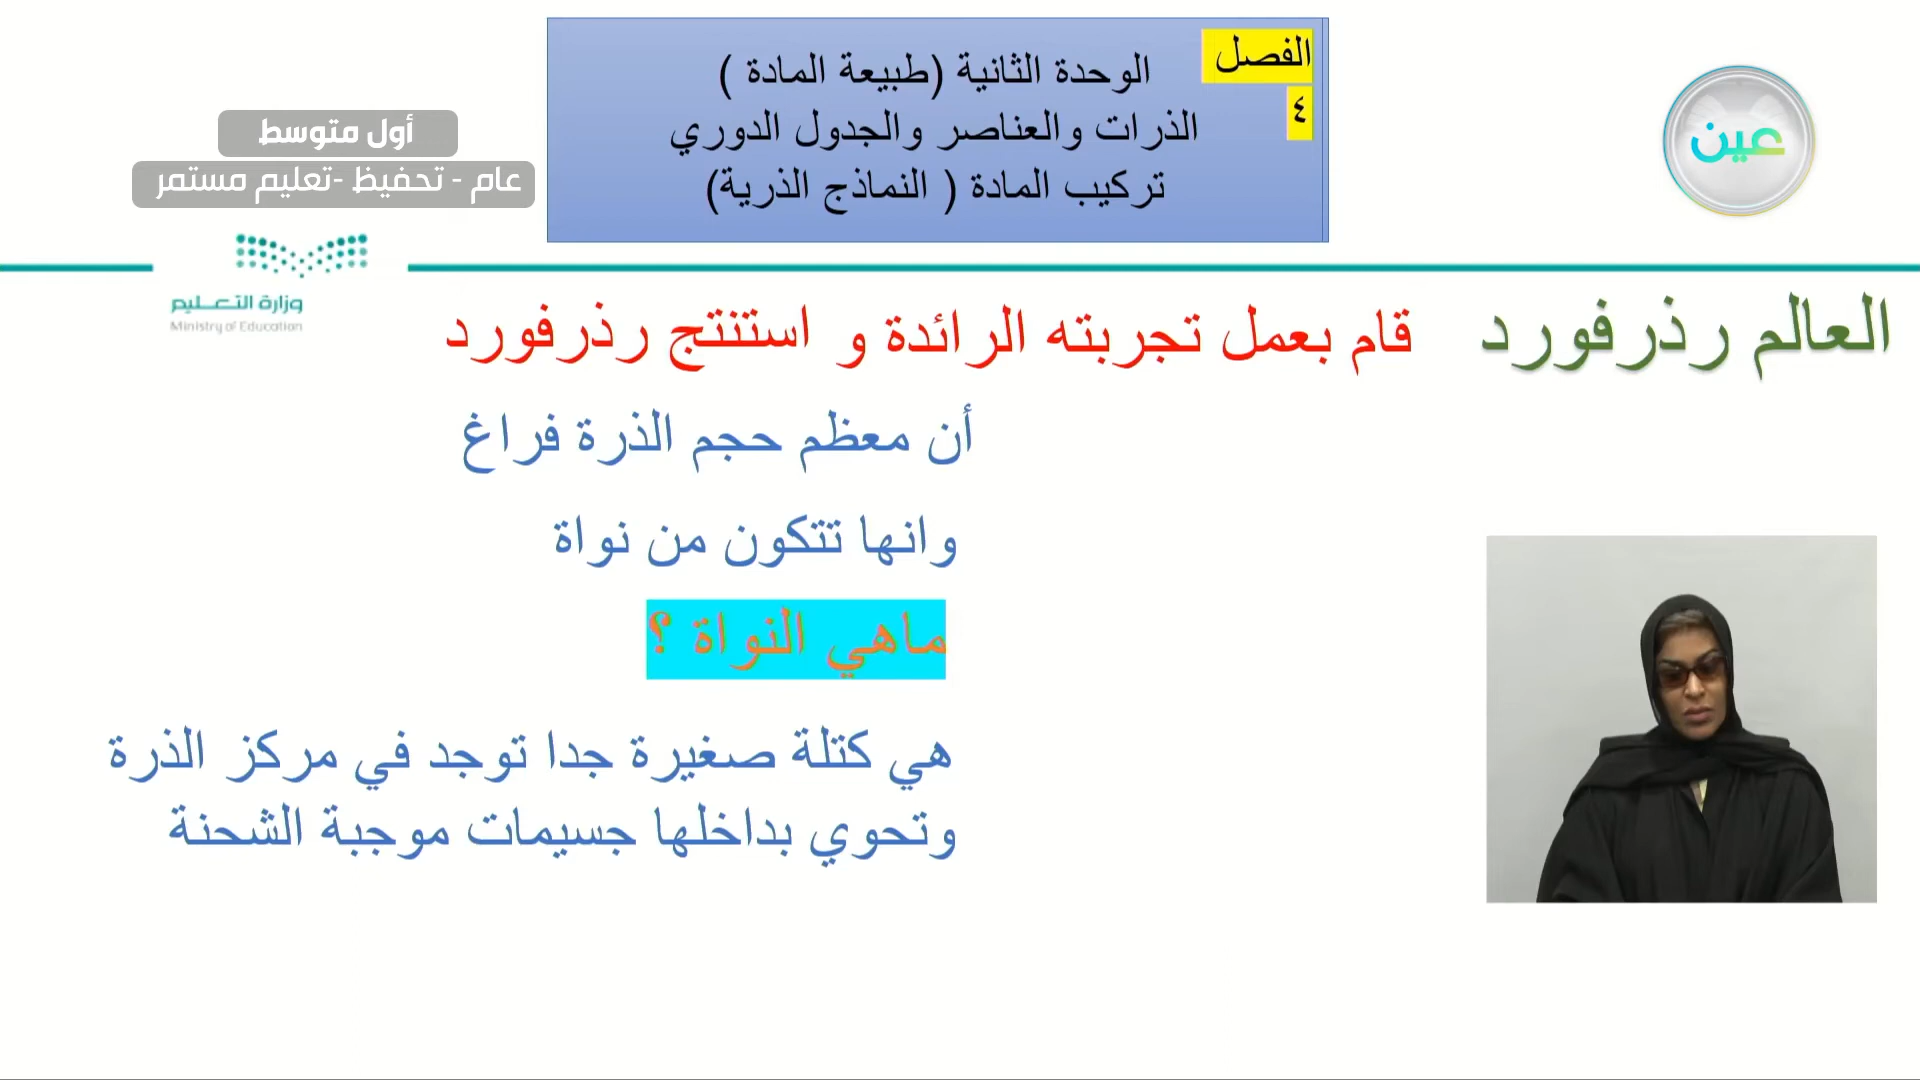 الفصل
٤
الوحدة الثانية (طبيعة المادة )
الذرات والعناصر والجدول الدوري
تركيب المادة ( النماذج الذرية)
عين
أول متوسط
عام - تحفيظ -تعليم مستمر
وزارة التعليم
Ministry of Education
العالم رذرفورد قام بعمل تجربته الرائدة و استنتج رذرفورد
أن معظم حجم الذرة فراغ
وانها تتكون من نواة
ماهي النواة ؟
هي كتلة صغيرة جدا توجد في مركز الذرة
وتحوي بداخلها جسيمات موجبة الشحنة